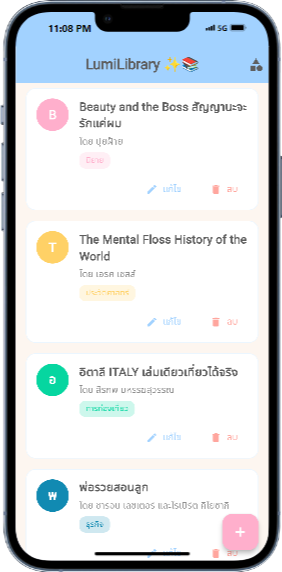 11:08 PM
5G
LumiLibrary ✨📚
B
Beauty and the Boss สัญญานะจะ
รักแค่ผม
โดย ปุยฝ้าย
นิยาย
แก้ไข
ลบ
T
The Mental Floss History of the
World
โดย เอริค เซสส์
ประวัติศาสตร์
แก้ไข
ลบ
อ
อิตาลี ITALY เล่มเดียวเที่ยวได้จริง
โดย สิรภพ มหรรฆสุวรรณ
การท่องเที่ยว
แก้ไข
ลบ
พ
พ่อรวยสอนลูก
โดย ชารอน เลชเตอร์ และโรเบิร์ต คิโยซากิ
ธุรกิจ
แก้ไข
ลบ
+